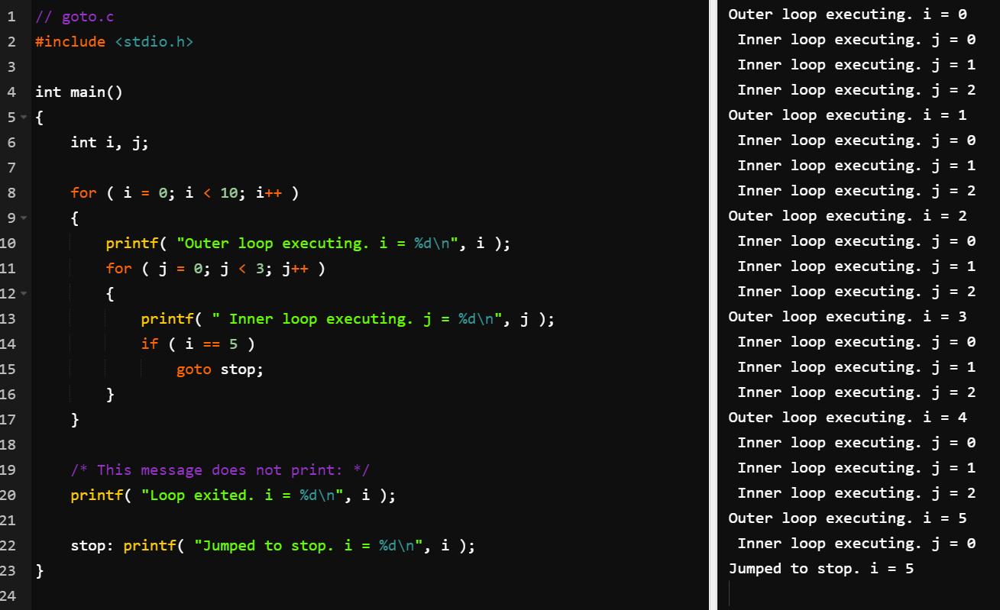 1 // goto.c
2 #include <stdio.h>
3
4 int main()
5 {
6     int i, j;
7
8     for ( i = 0; i < 10; i++ )
9     {
10         printf( "Outer loop executing. i = %d\n", i );
11         for ( j = 0; j < 3; j++ )
12         {
13             printf( " Inner loop executing. j = %d\n", j );
14             if ( i == 5 )
15                 goto stop;
16         }
17     }
18
19     /* This message does not print: */
20     printf( "Loop exited. i = %d\n", i );
21
22     stop: printf( "Jumped to stop. i = %d\n", i );
23 }
24
Outer loop executing. i = 0
 Inner loop executing. j = 0
 Inner loop executing. j = 1
 Inner loop executing. j = 2
Outer loop executing. i = 1
 Inner loop executing. j = 0
 Inner loop executing. j = 1
 Inner loop executing. j = 2
Outer loop executing. i = 2
 Inner loop executing. j = 0
 Inner loop executing. j = 1
 Inner loop executing. j = 2
Outer loop executing. i = 3
 Inner loop executing. j = 0
 Inner loop executing. j = 1
 Inner loop executing. j = 2
Outer loop executing. i = 4
 Inner loop executing. j = 0
 Inner loop executing. j = 1
 Inner loop executing. j = 2
Outer loop executing. i = 5
 Inner loop executing. j = 0
Jumped to stop. i = 5